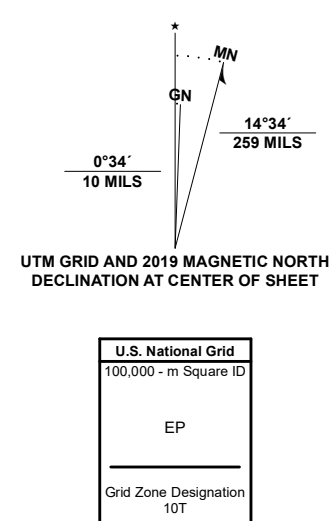 MN
GN
14°34´
259 MILS
0°34´
10 MILS
UTM GRID AND 2019 MAGNETIC NORTH
DECLINATION AT CENTER OF SHEET
U.S. National Grid
100,000 - m Square ID
EP
Grid Zone Designation
10T